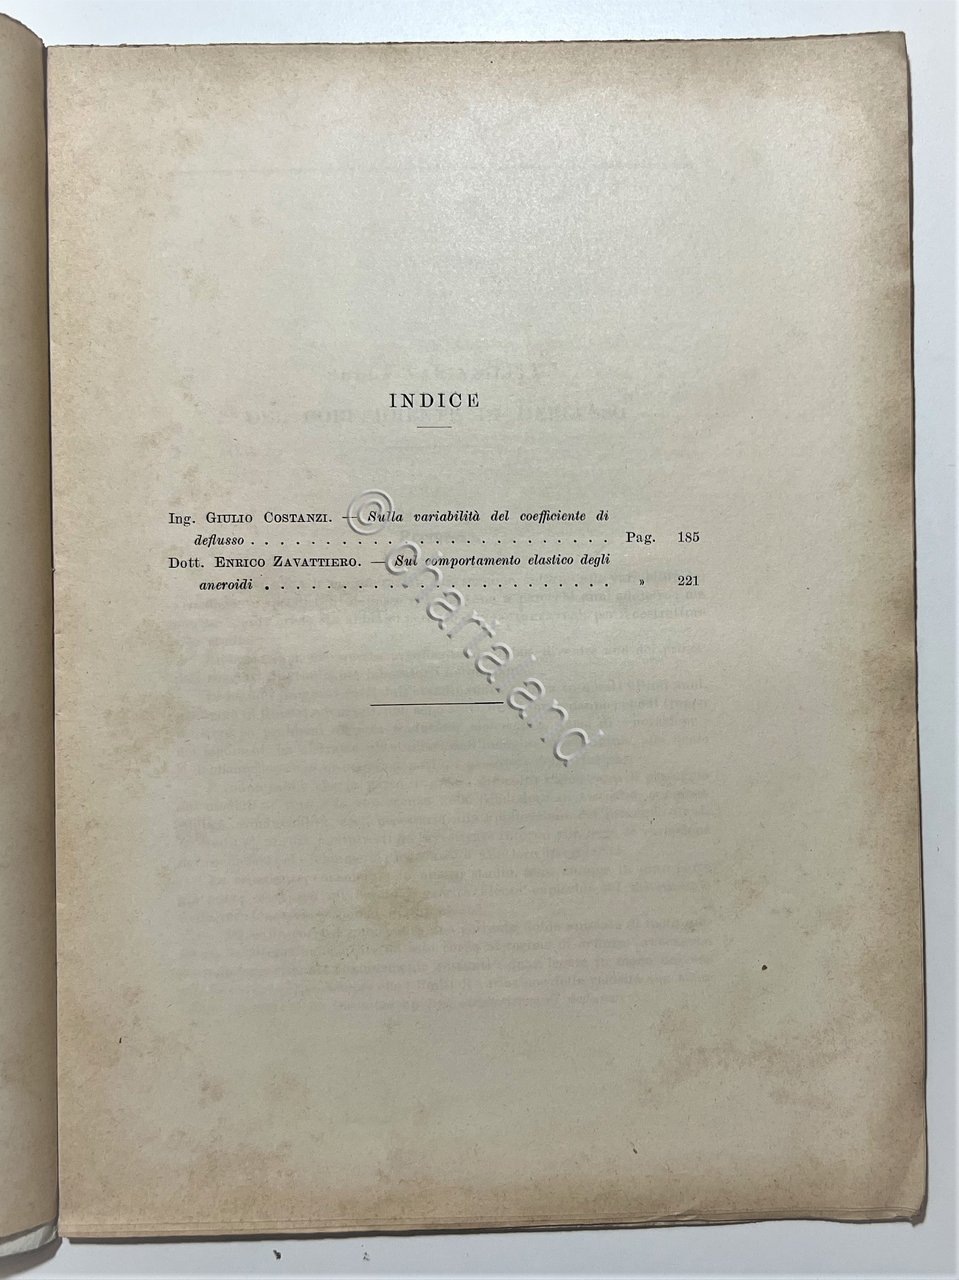 INDICE
Ing. GIULIO COSTANZI. — Sulla variabilità del coefficiente di
deflusso . . . . . . . . . . . . . . . . . . . . . . . . . . Pag. 185
Dott. ENRICO ZAVATTIERO. — Sul comportamento elastico degli
aneroidi . . . . . . . . . . . . . . . . . . . . . . . . . » 221
© chartaland